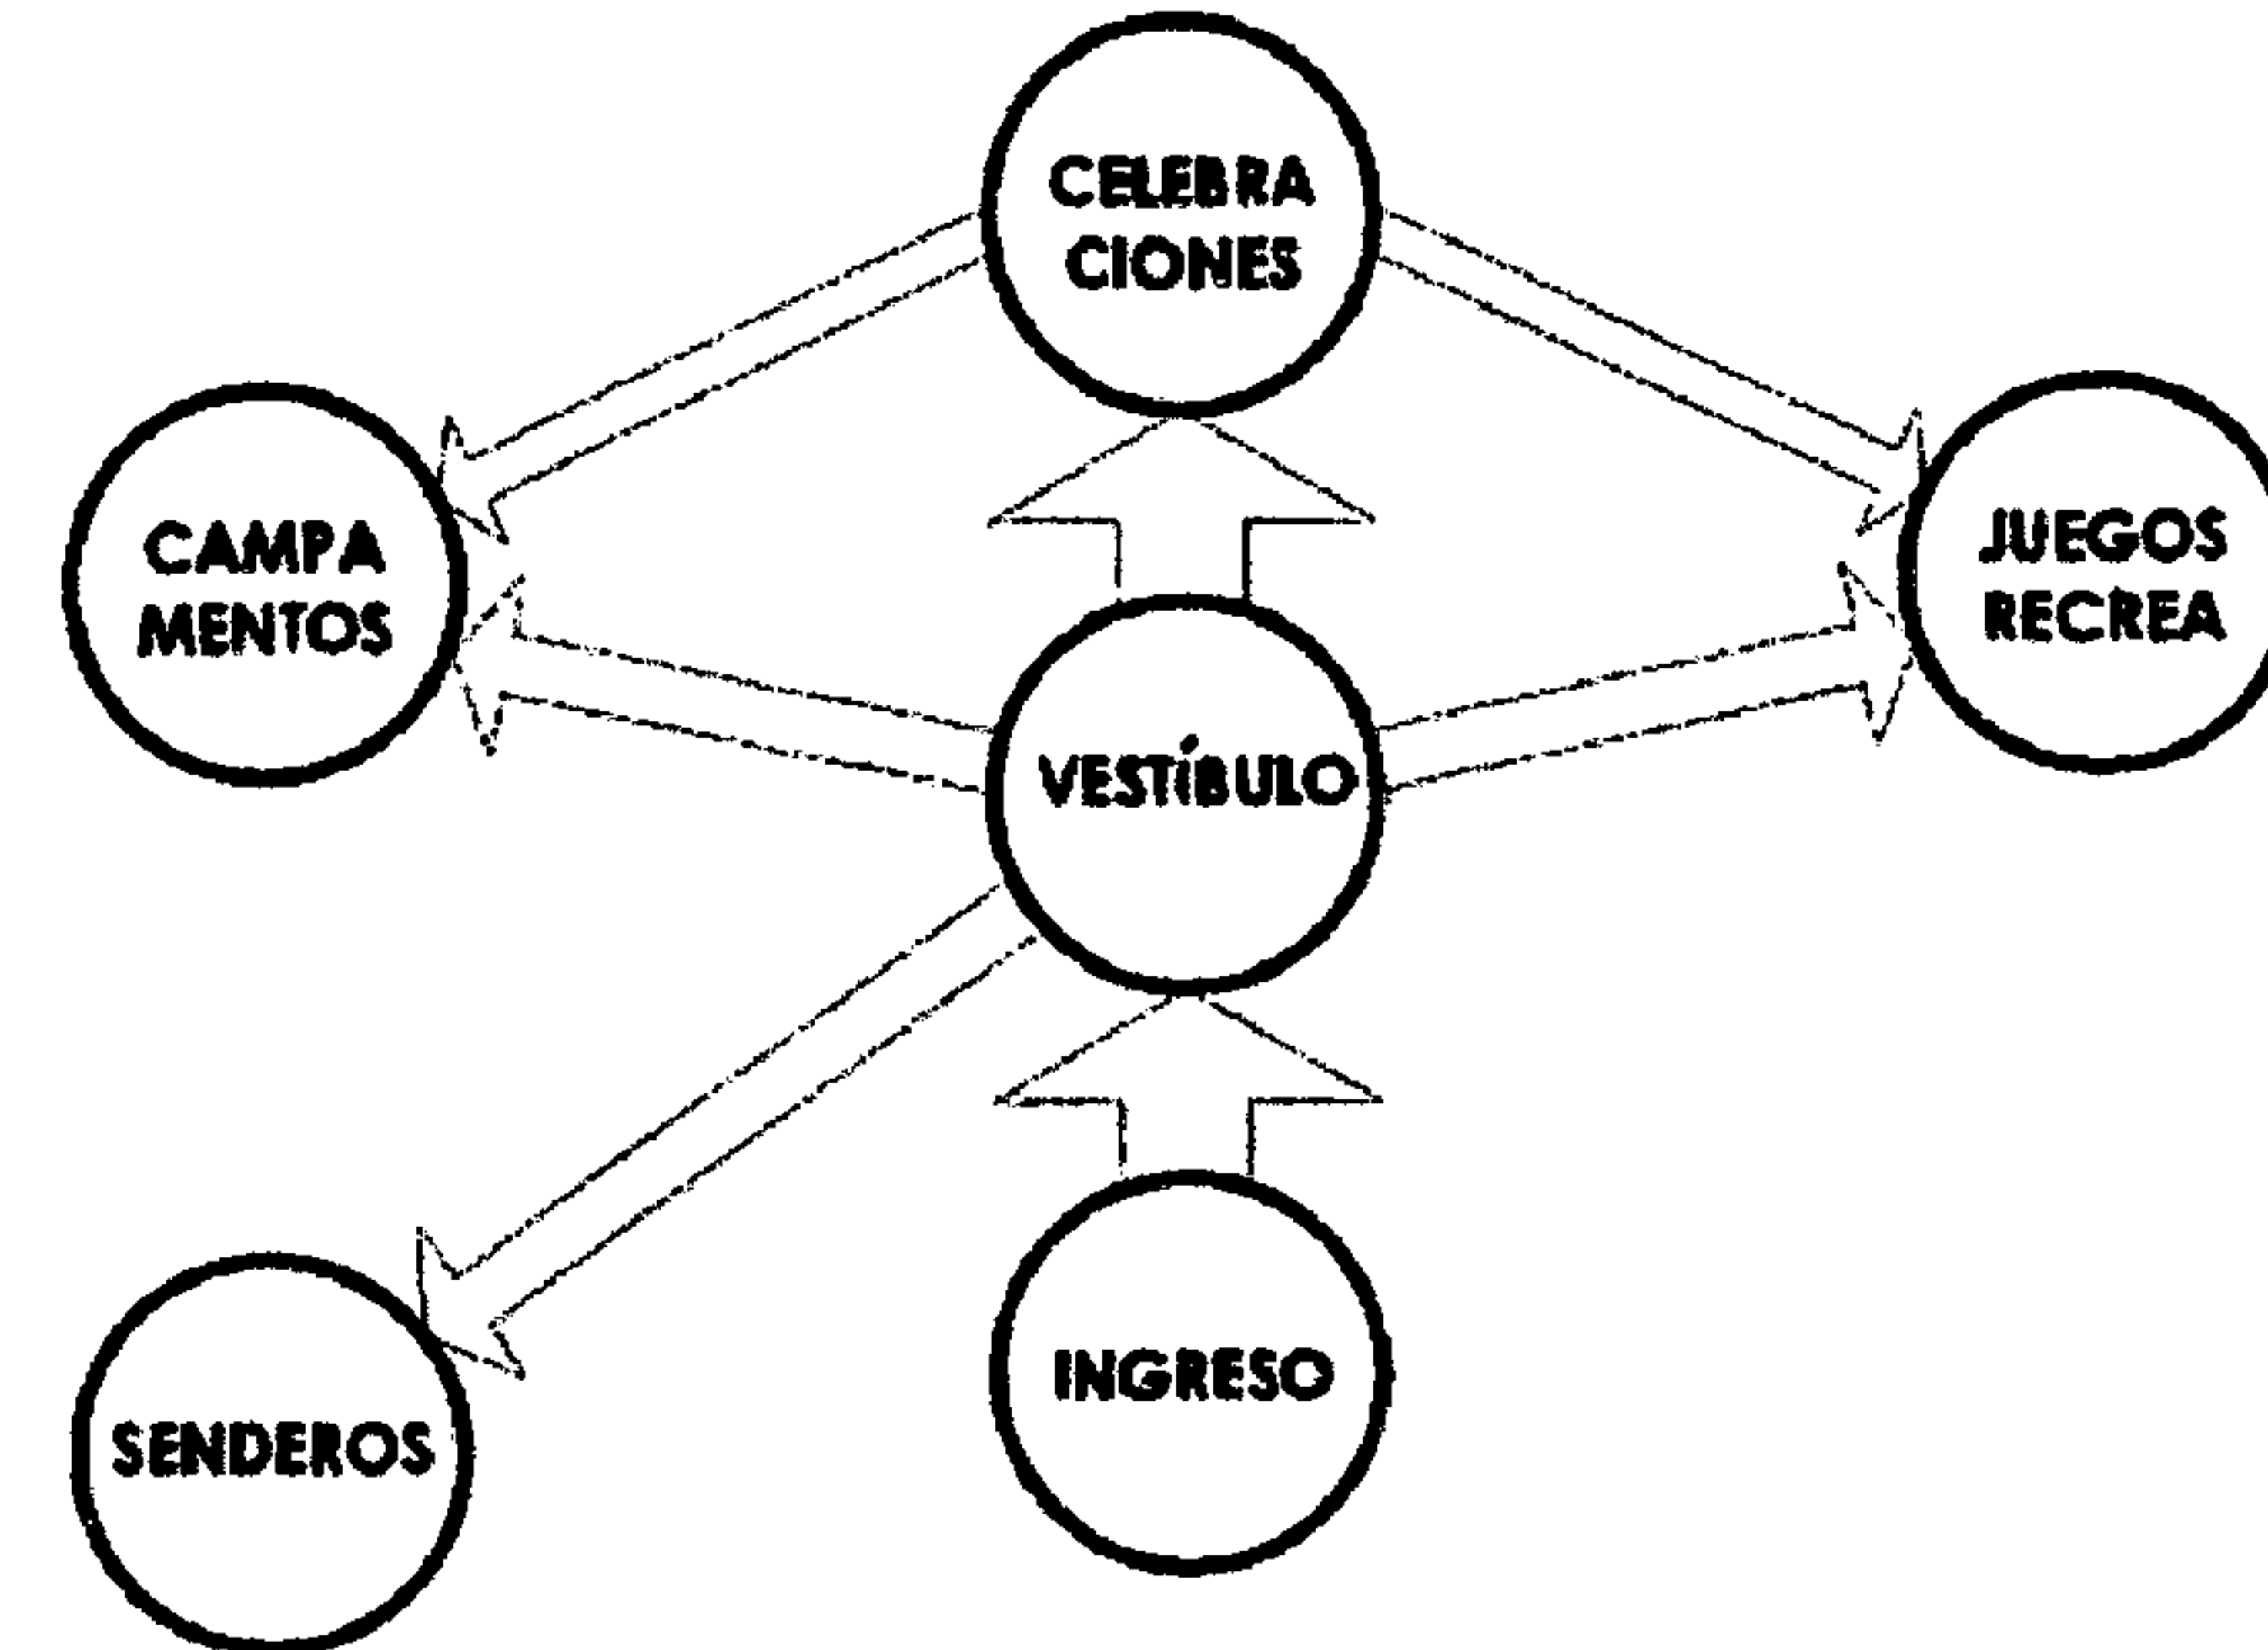 CELEBRA
CIONES
CAMPA
MENTOS
JUEGOS
RECREA
VESTÍBULO
INGRESO
SENDEROS